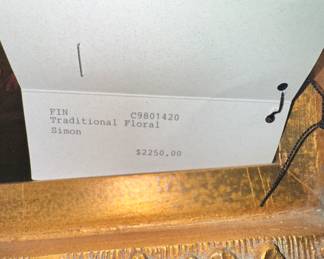 FIN C9801420
Traditional Floral
Simon
$2250.00